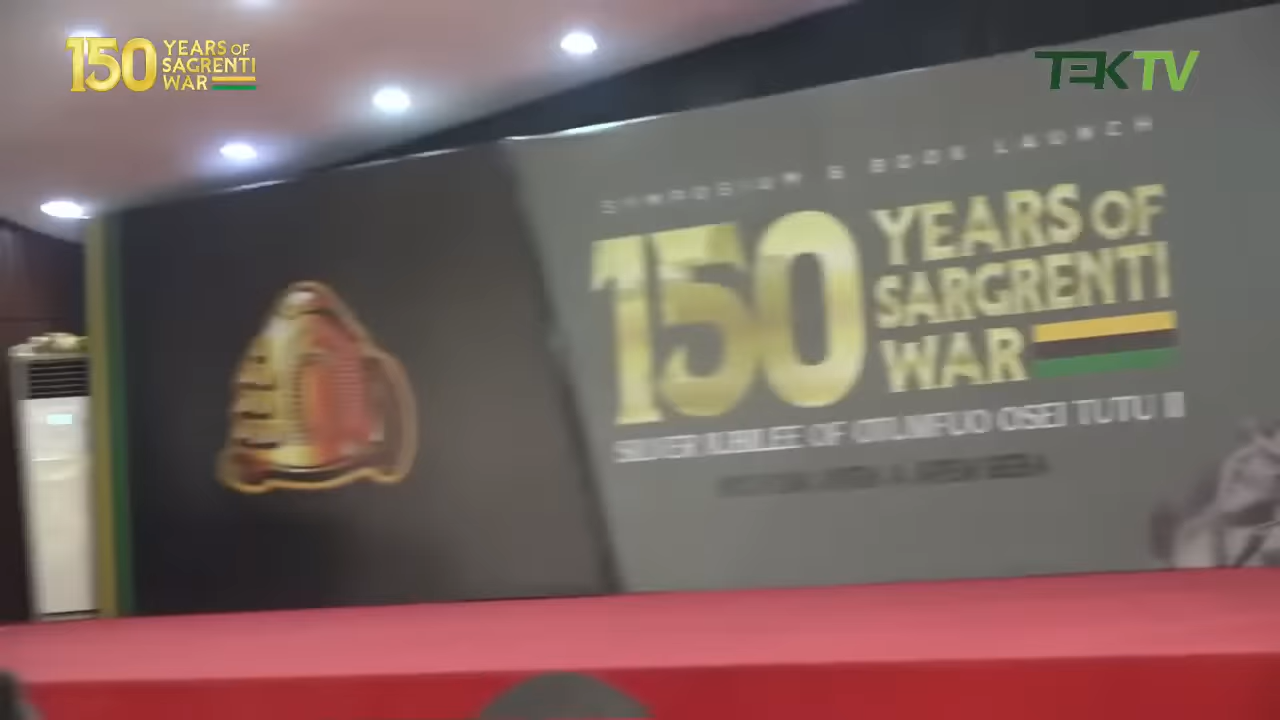 150 YEARS OF
SAGRENTI
WAR
TEKTV
SYMPOSIUM & BOOK LAUNCH
150 YEARS OF
SARGRENTI
WAR
SILVER JUBILEE OF OTUMFUO OSEI TUTU II